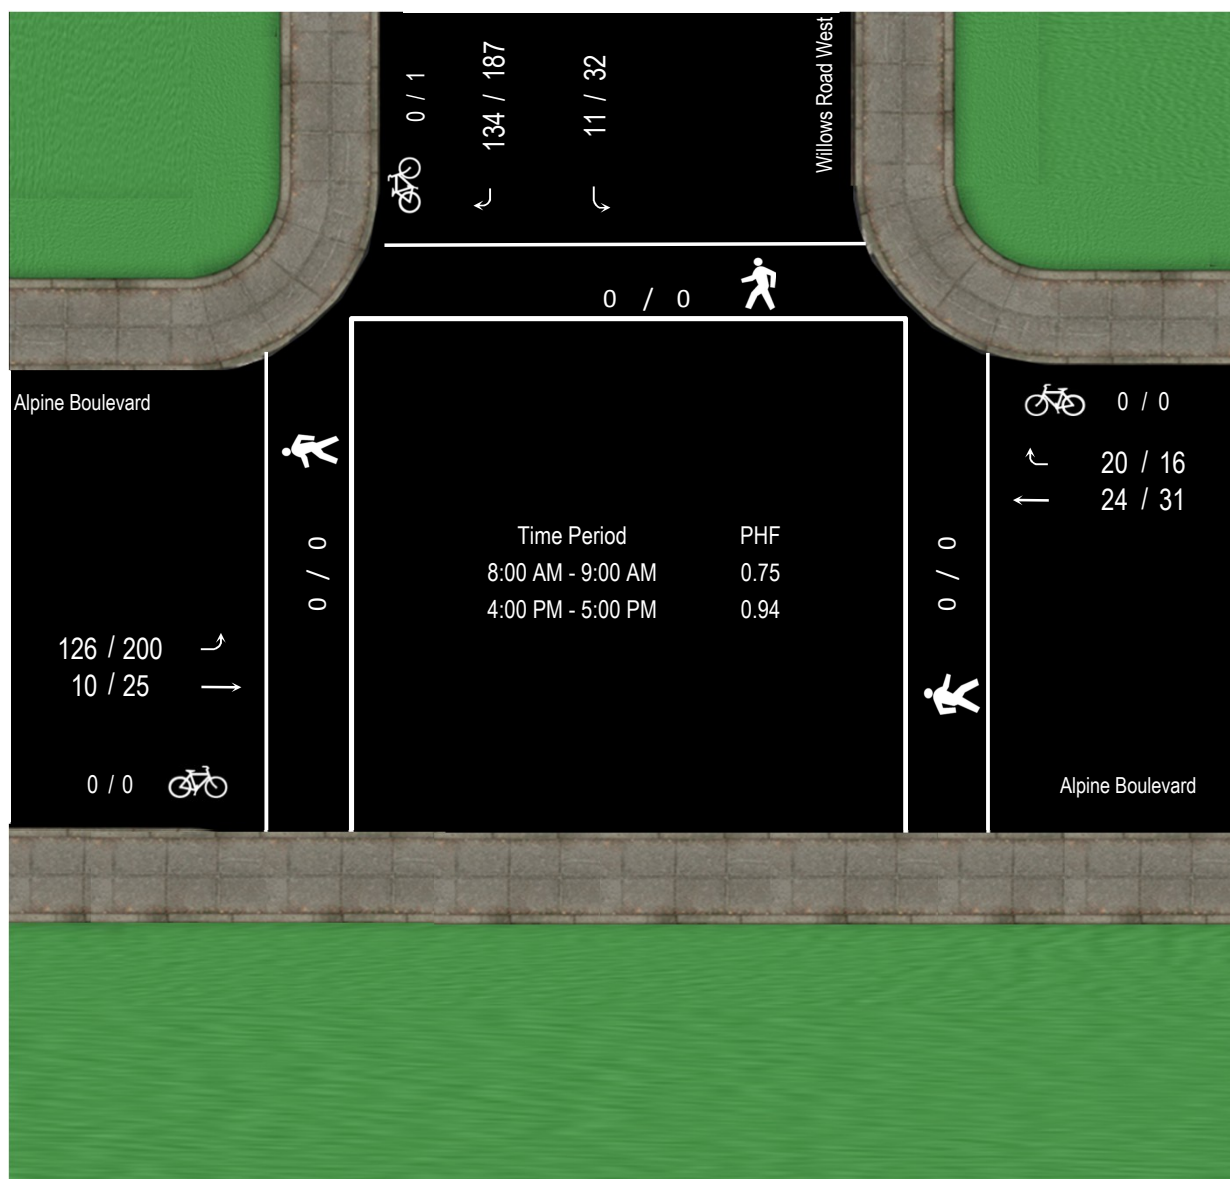 0 / 1
134 / 187
11 / 32
Willows Road West
0 / 0
Alpine Boulevard
0 / 0
20 / 16
24 / 31
0 / 0
Time Period PHF
8:00 AM - 9:00 AM 0.75
4:00 PM - 5:00 PM 0.94
0 / 0
126 / 200
10 / 25
0 / 0
Alpine Boulevard